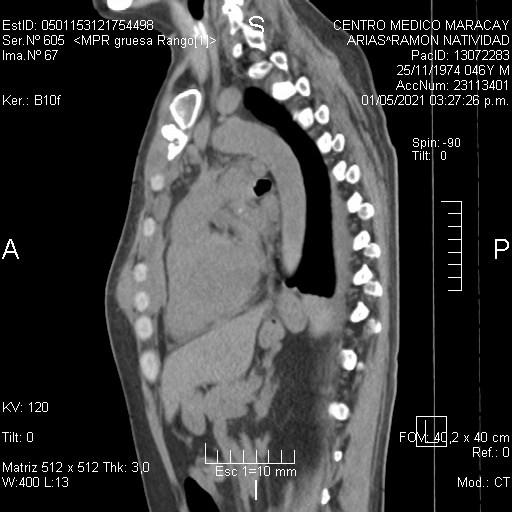 EstID: 0501153121754498
Ser.Nº 605 <MPR gruesa Rango[1]>
Ima.Nº 67
Ker.: B10f
S
CENTRO MEDICO MARACAY
ARIAS^RAMON NATIVIDAD
PacID: 13072283
25/11/1974 046Y M
AccNum: 23113401
01/05/2021 03:27:26 p.m.
Spin: -90
Tilt: 0
A
P
KV: 120
Tilt: 0
Matriz 512 x 512 Thk: 3,0
W:400 L:13
Esc 1=10 mm
I
FOM: 40,2 x 40 cm
Ref.: 0
Mod.: CT